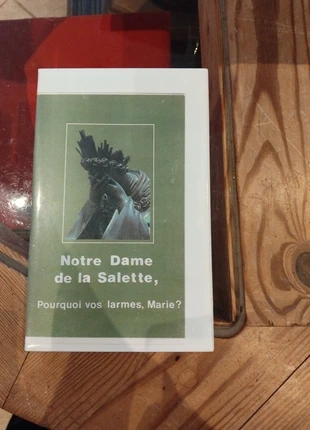 Notre Dame
de la Salette,
Pourquoi vos larmes, Marie?